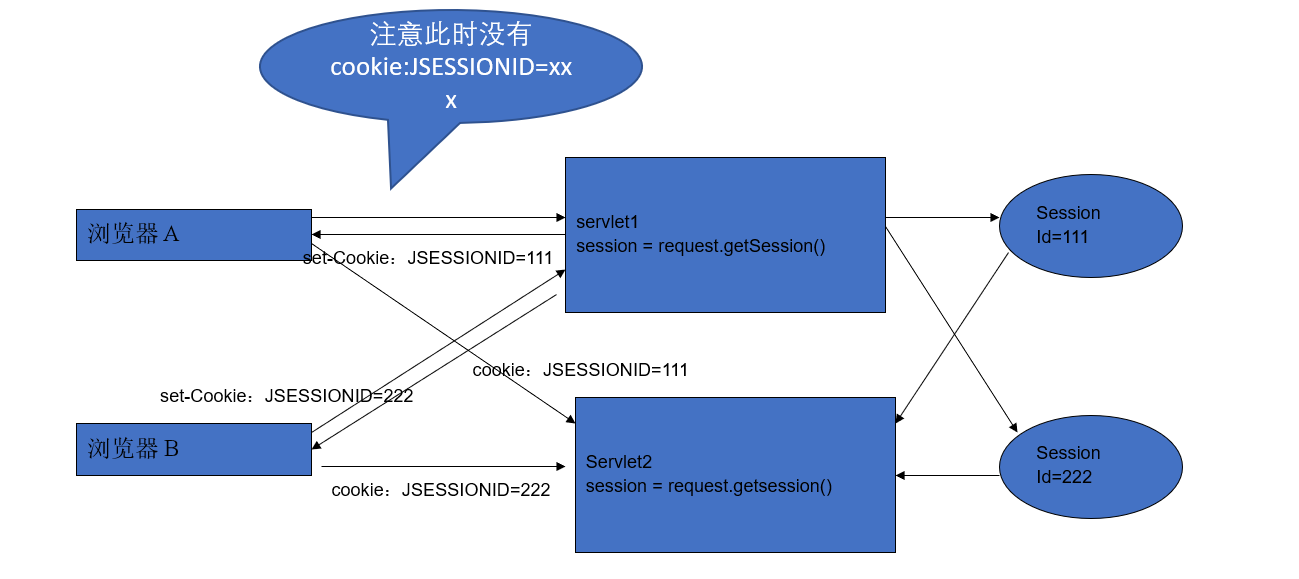 注意此时没有
cookie:JSESSIONID=xx
x
浏览器A
servlet1
session = request.getSession()
Session
Id=111
set-Cookie：JSESSIONID=111
cookie：JSESSIONID=111
set-Cookie：JSESSIONID=222
浏览器B
Servlet2
session = request.getsession()
Session
Id=222
cookie：JSESSIONID=222